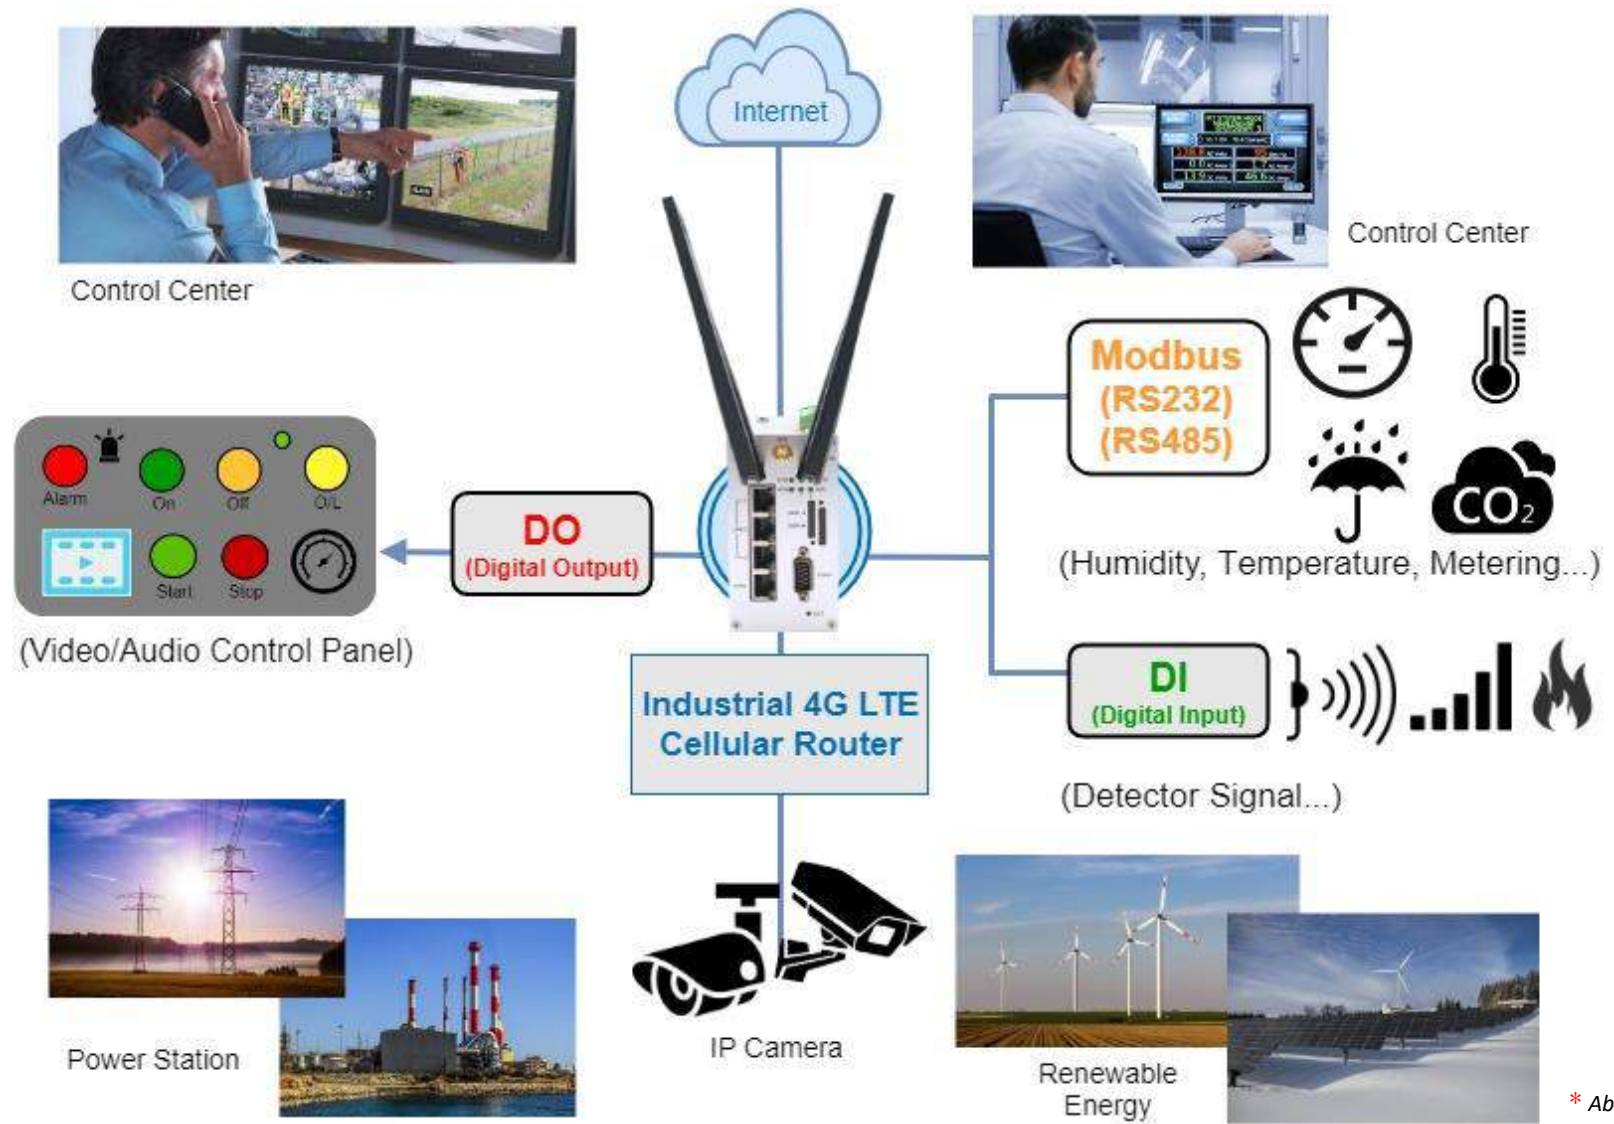 Internet
Control Center
Control Center
Modbus
(RS232)
(RS485)
Alarm
On
Off
O/L
DO
(Digital Output)
Start
Stop
(Humidity, Temperature, Metering...)
(Video/Audio Control Panel)
DI
(Digital Input)
Industrial 4G LTE
Cellular Router
CO2
(Detector Signal...)
IP Camera
Power Station
Renewable
Energy
* Ab